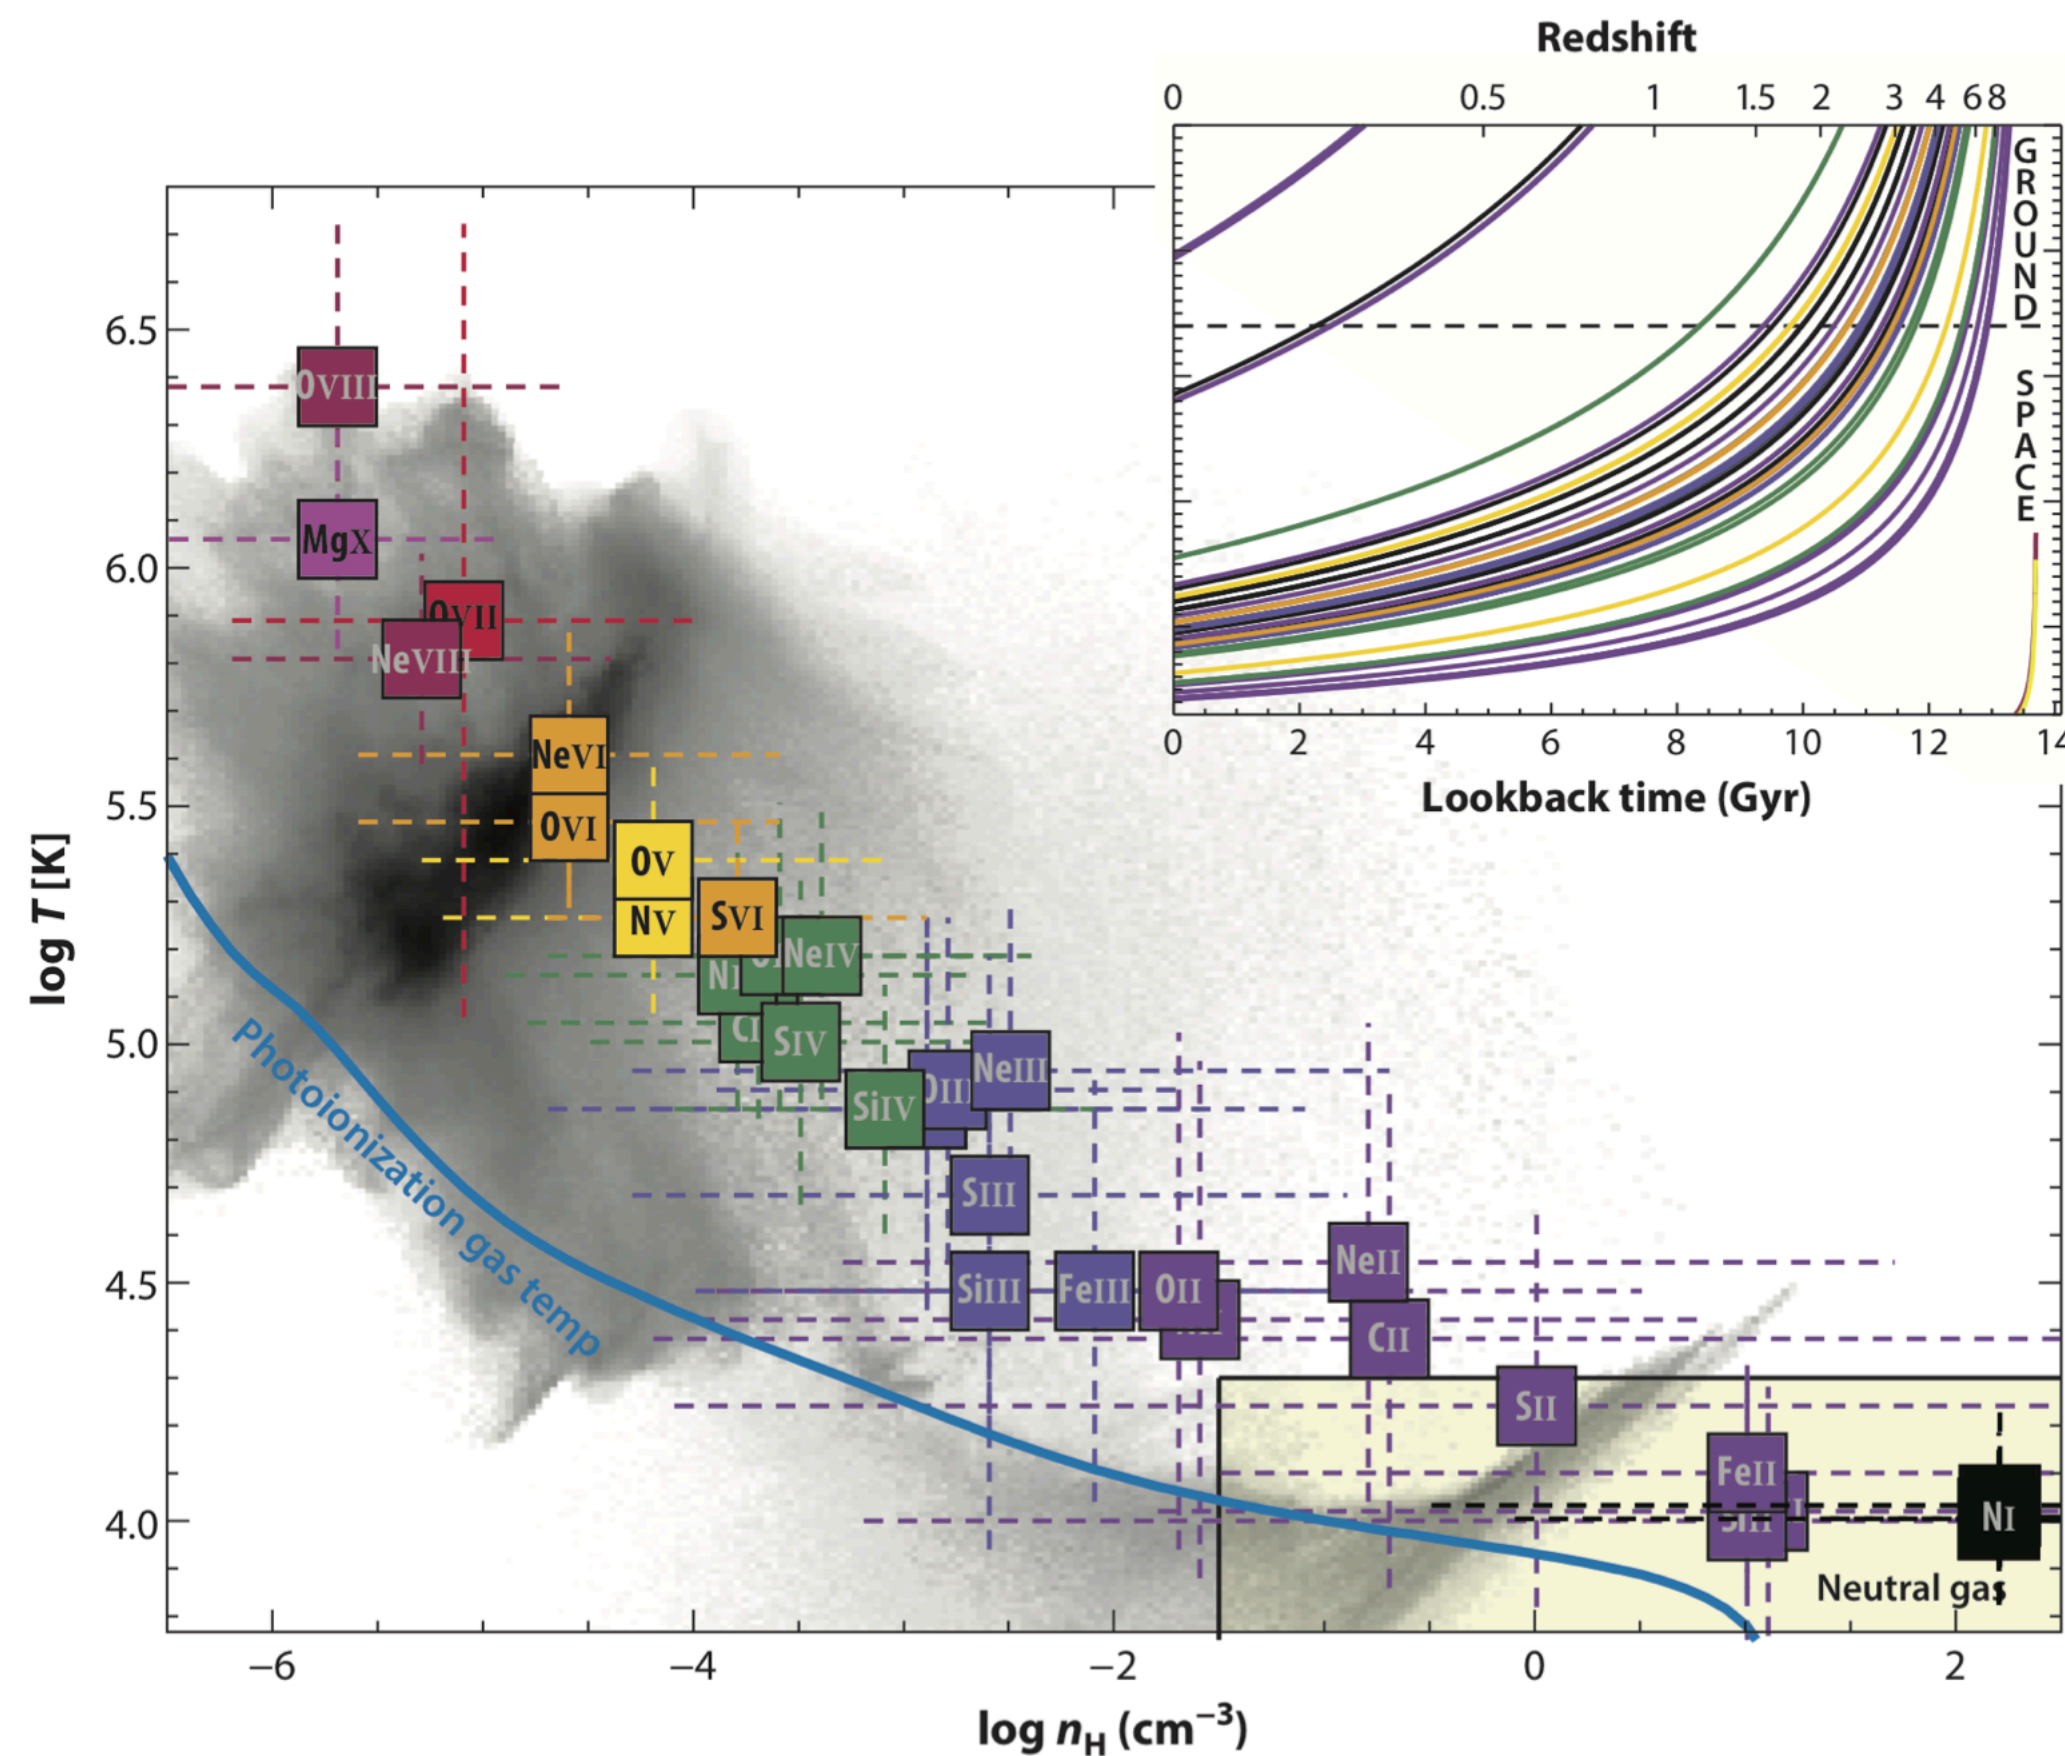 Redshift
0 0.5 1 1.5 2 3 4 6 8
GROUND
SPACE
0 2 4 6 8 10 12 14
Lookback time (Gyr)
6.5
6.0
5.5
5.0
4.5
4.0
log T [K]
OVIII
MgX
OVII
NeVIII
NeVI
OVI
OV
NV
SVI
NeIV
SIV
SiIV
OIII
NeIII
SIII
SiIII
FeIII
OII
NeII
CII
SII
FeII
SiII
NI
Photoionization gas temp
Neutral gas
−6 −4 −2 0 2
log nH (cm−3)